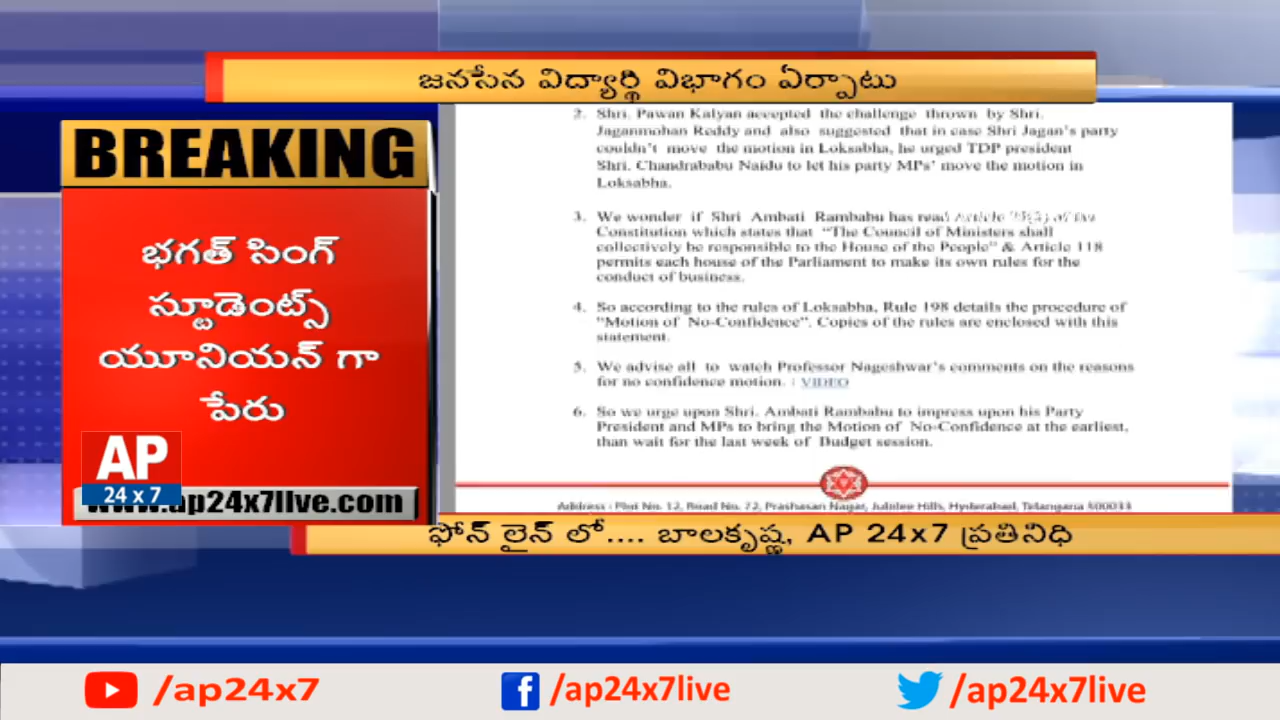 జనసేన విద్యార్థి విభాగం ఏర్పాటు
BREAKING
భగత్ సింగ్
స్టూడెంట్స్
యూనియన్ గా
పేరు
AP
24 x 7
www.ap24x7live.com
2. Shri. Pawan Kalyan accepted the challenge thrown by Shri.
Jaganmohan Reddy and also suggested that in case Shri Jagan's party
couldn't move the motion in Loksabha, he urged TDP president
Shri. Chandrababu Naidu to let his party MPs' move the motion in
Loksabha.
3. We wonder if Shri Ambati Rambabu has read Article of the
Constitution which states that "The Council of Ministers shall
collectively be responsible to the House of the People" & Article 118
permits each house of the Parliament to make its own rules for the
conduct of business.
4. So according to the rules of Loksabha, Rule 198 details the procedure of
"Motion of No-Confidence". Copies of the rules are enclosed with this
statement.
5. We advise all to watch Professor Nageshwar's comments on the reasons
for no confidence motion. : VIDEO
6. So we urge upon Shri. Ambati Rambabu to impress upon his Party
President and MPs to bring the Motion of No-Confidence at the earliest,
than wait for the last week of Budget session.
Address - Plot No. 12, Road No. 72, Prashasan Nagar, Jubilee Hills, Hyderabad, Telangana 500033
ఫోన్ లైన్ లో.... బాలకృష్ణ, AP 24x7 ప్రతినిధి
/ap24x7
/ap24x7live
/ap24x7live